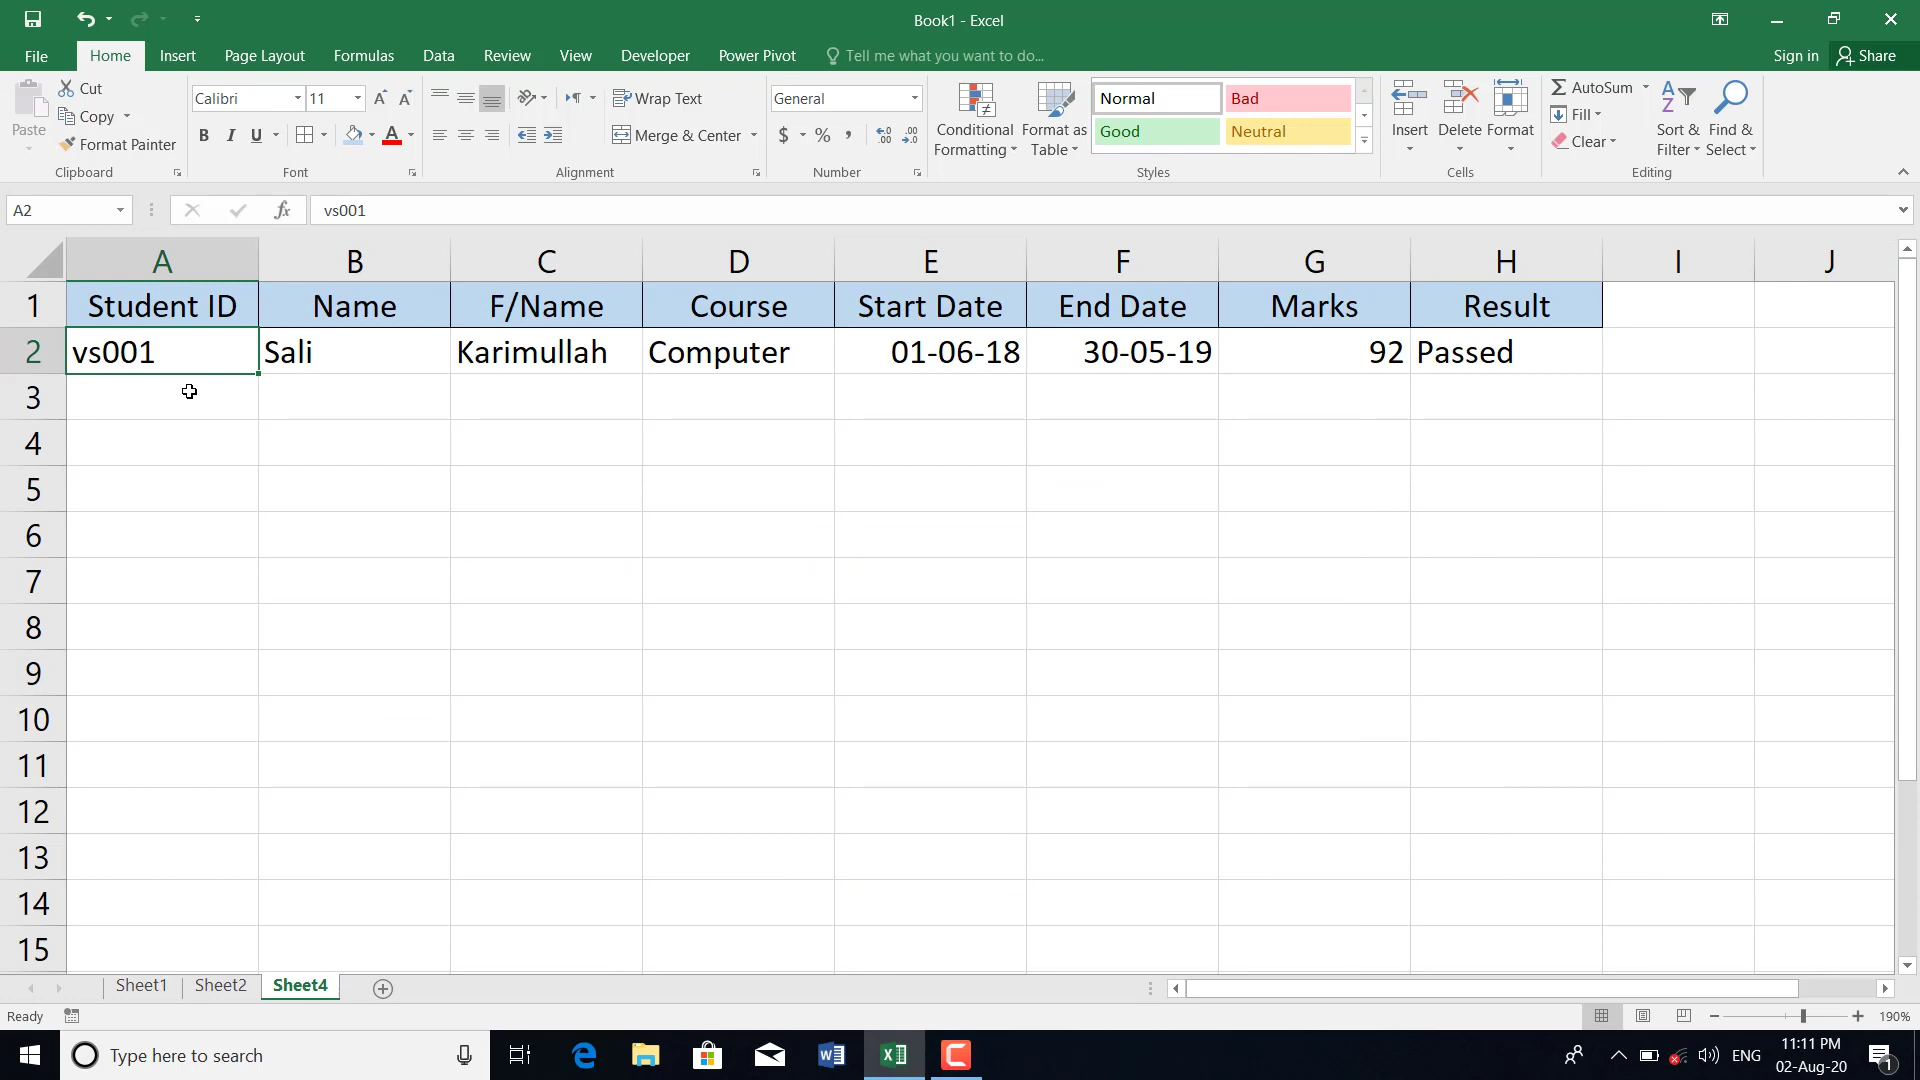 Book1 - Excel
File Home Insert Page Layout Formulas Data Review View Developer Power Pivot Tell me what you want to do... Sign in Share
Paste
Cut
Copy
Format Painter
Clipboard
Calibri 11
B I U A
Font
Wrap Text
Merge & Center
Alignment
General
$ % ,
Number
Conditional Formatting
Format as Table
Normal Bad
Good Neutral
Styles
Insert Delete Format
Cells
AutoSum
Fill
Clear
Sort & Filter
Find & Select
Editing
A2 fx vs001
A B C D E F G H I J
1 Student ID Name F/Name Course Start Date End Date Marks Result
2 vs001 Sali Karimullah Computer 01-06-18 30-05-19 92 Passed
3
4
5
6
7
8
9
10
11
12
13
14
15
Sheet1 Sheet2 Sheet4
Ready 190%
Type here to search
ENG
11:11 PM
02-Aug-20
1